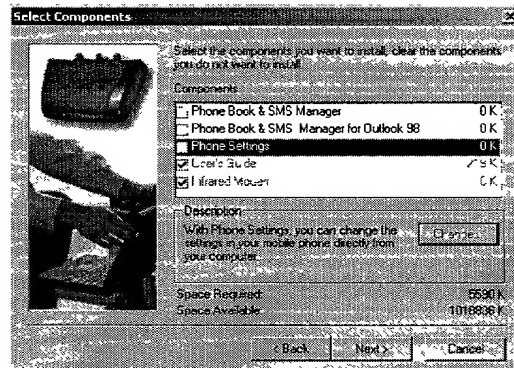 Select Components
Select the components you want to install, clear the components
you do not want to install.
Components
Phone Book & SMS Manager 0 K
Phone Book & SMS Manager for Outlook 98 0 K
Phone Settings 0 K
User's Guide K
Infrared Modem 0 K
Description
With Phone Settings, you can change the
settings in your mobile phone directly from
your computer.
Change...
Space Required: 5590 K
Space Available: 1018836 K
< Back Next > Cancel